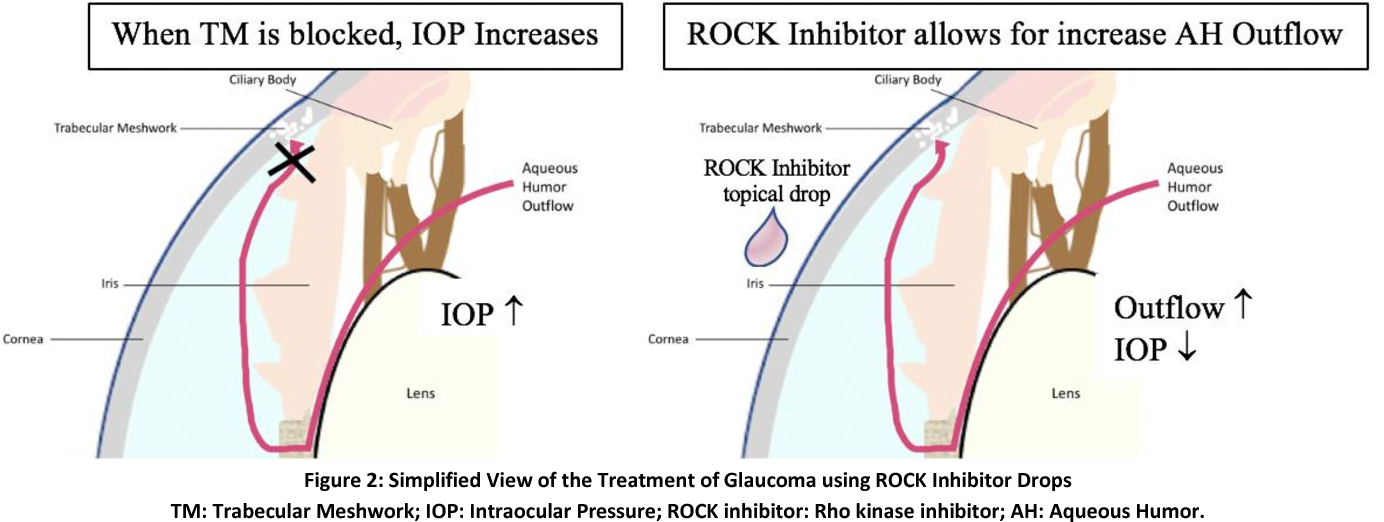 When TM is blocked, IOP Increases
Ciliary Body
Trabecular Meshwork
Aqueous
Humor
Outflow
Iris
IOP ↑
Cornea
Lens
ROCK Inhibitor allows for increase AH Outflow
Ciliary Body
Trabecular Meshwork
ROCK Inhibitor
topical drop
Aqueous
Humor
Outflow
Iris
Outflow ↑
IOP ↓
Cornea
Lens
Figure 2: Simplified View of the Treatment of Glaucoma using ROCK Inhibitor Drops
TM: Trabecular Meshwork; IOP: Intraocular Pressure; ROCK inhibitor: Rho kinase inhibitor; AH: Aqueous Humor.